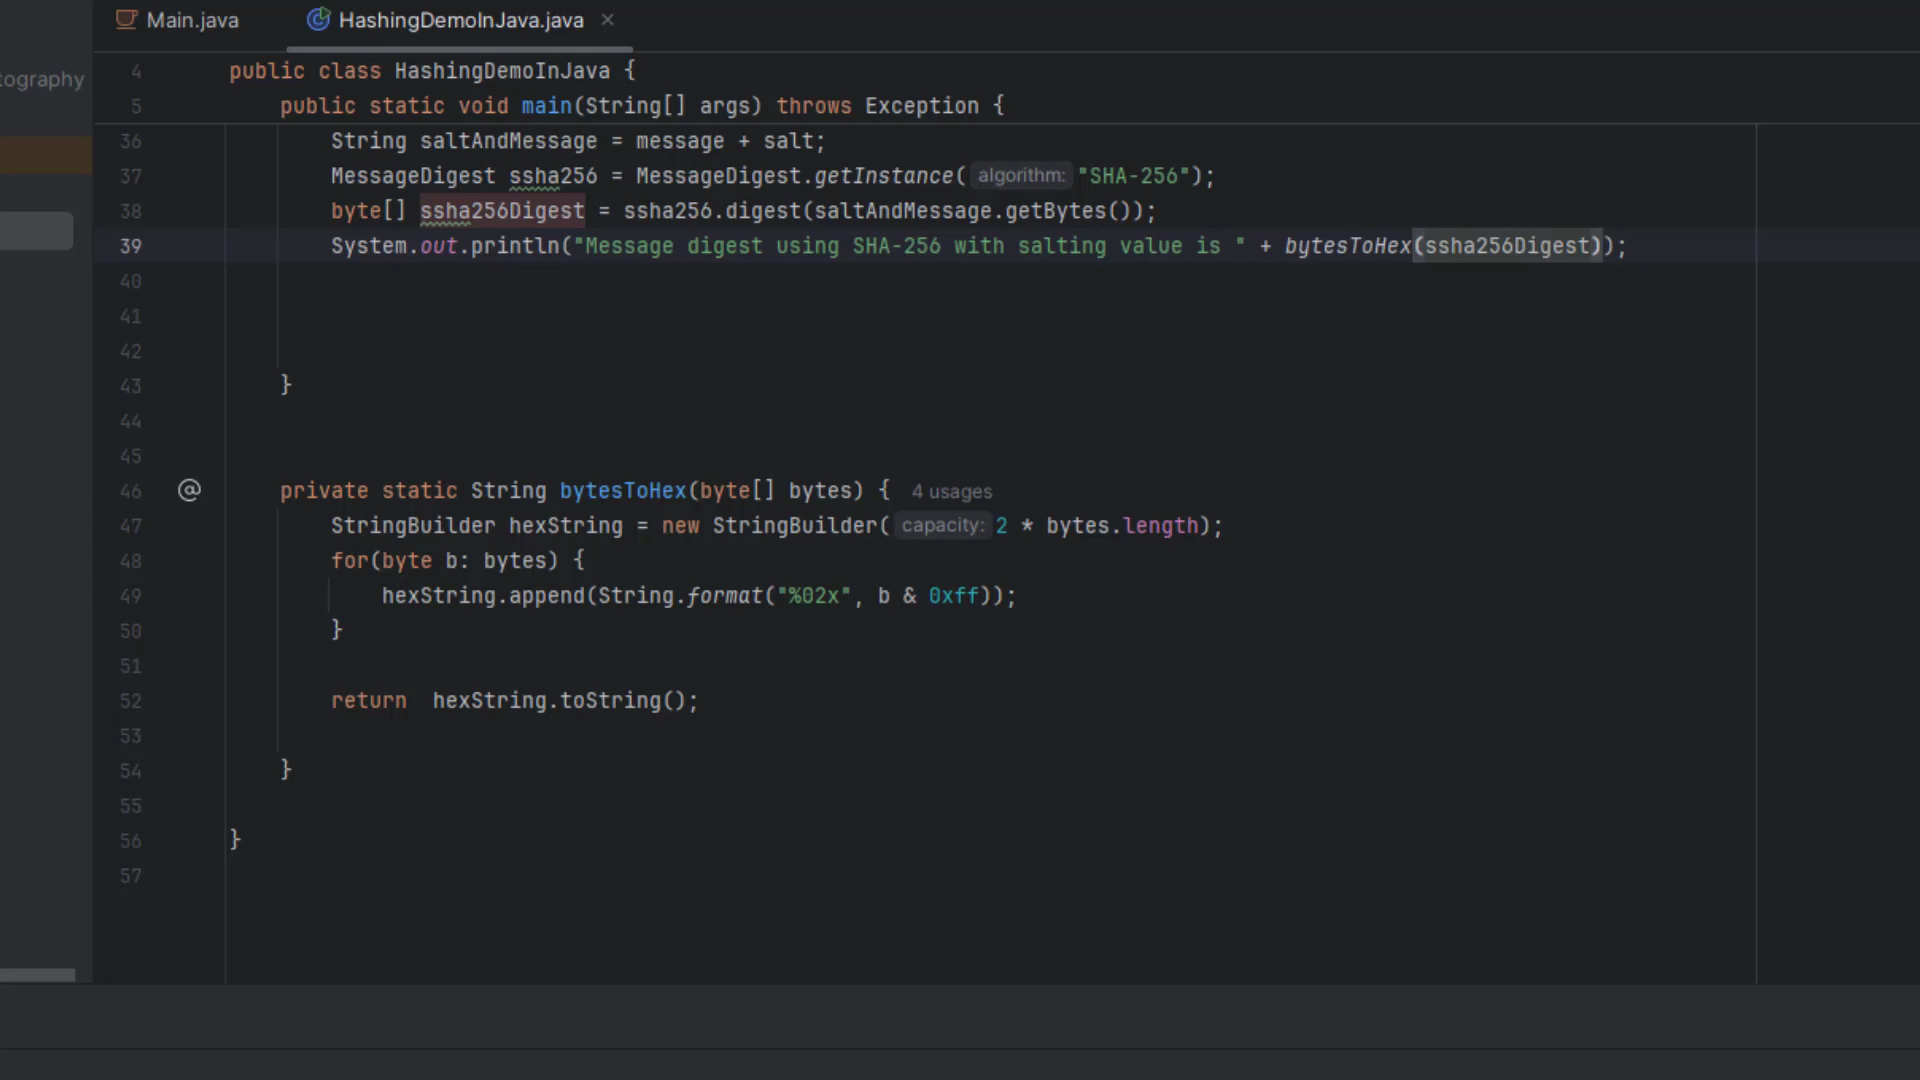 Main.java
HashingDemoInJava.java
tography
4 public class HashingDemoInJava {
5 public static void main(String[] args) throws Exception {
36 String saltAndMessage = message + salt;
37 MessageDigest ssha256 = MessageDigest.getInstance( algorithm: "SHA-256");
38 byte[] ssha256Digest = ssha256.digest(saltAndMessage.getBytes());
39 System.out.println("Message digest using SHA-256 with salting value is " + bytesToHex(ssha256Digest));
40
41
42
43 }
44
45
46 @ private static String bytesToHex(byte[] bytes) { 4 usages
47 StringBuilder hexString = new StringBuilder( capacity: 2 * bytes.length);
48 for(byte b: bytes) {
49 hexString.append(String.format("%02x", b & 0xff));
50 }
51
52 return hexString.toString();
53
54 }
55
56 }
57